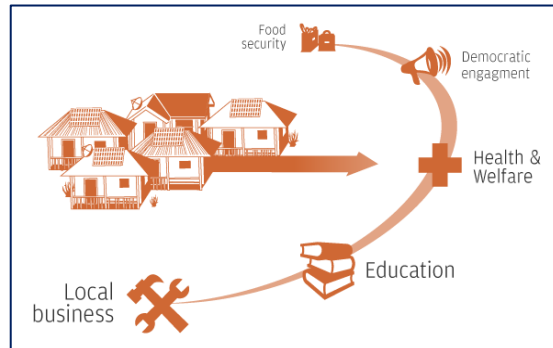 Food
security
Democratic
engagment
Health &
Welfare
Education
Local
business